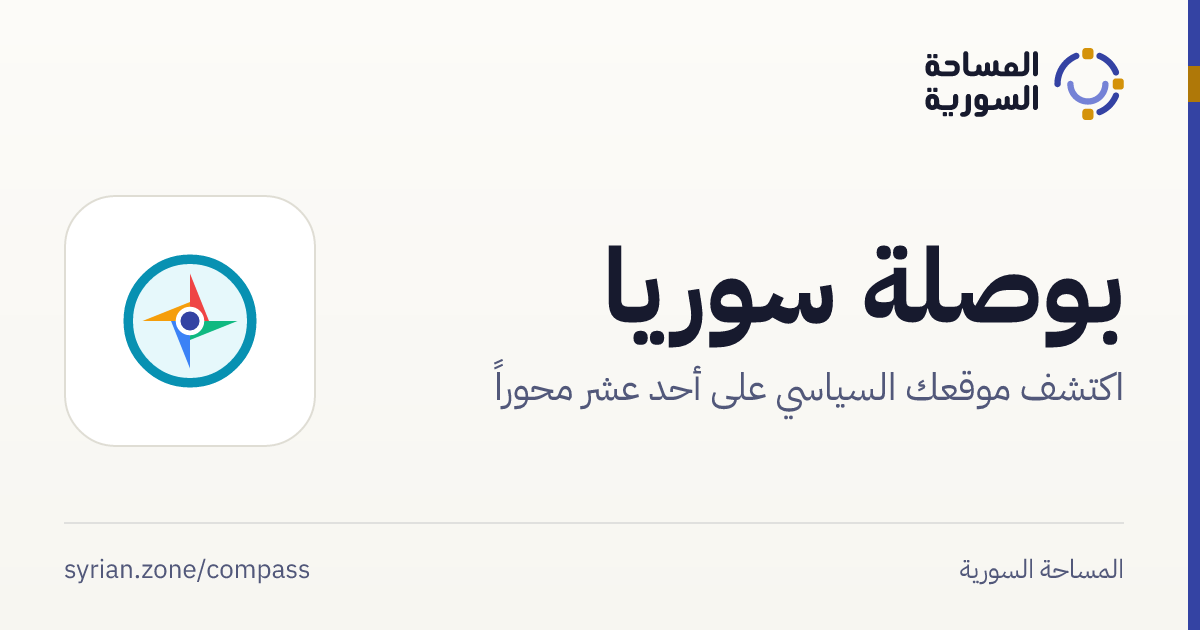 المساحة
السورية
بوصلة سوريا
اكتشف موقعك السياسي على أحد عشر محوراً
المساحة السورية
syrian.zone/compass